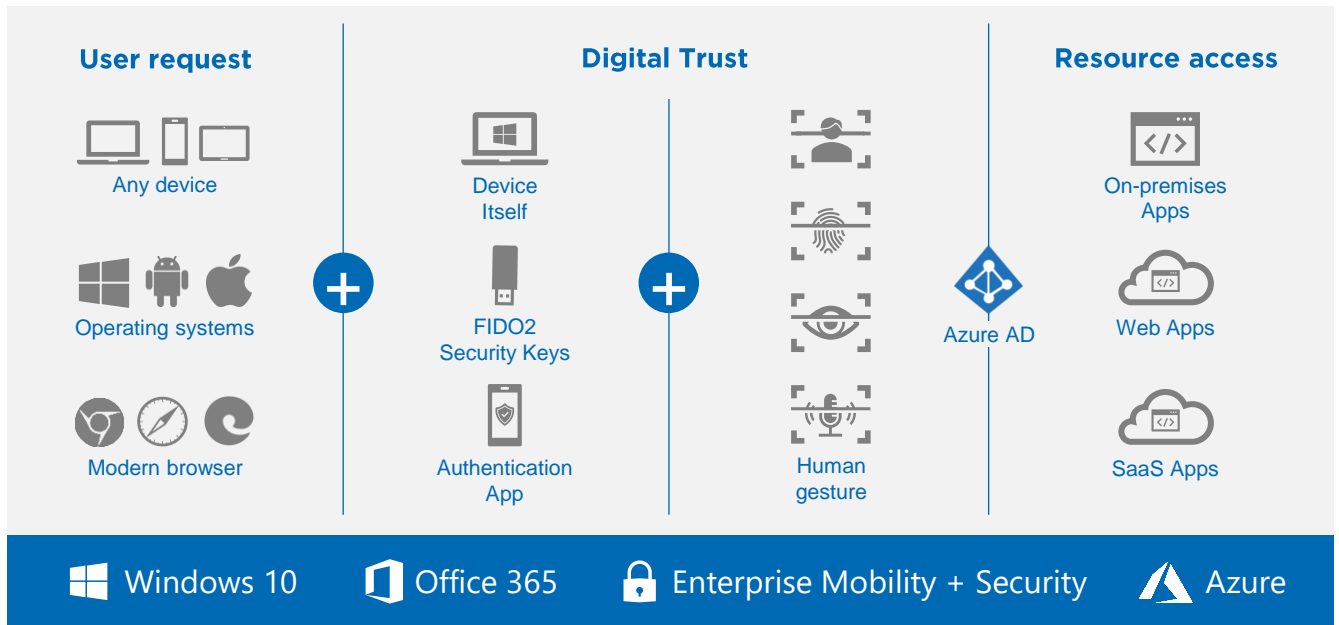 User request
Digital Trust
Resource access
Any device
Operating systems
Modern browser
Device
Itself
FIDO2
Security Keys
Authentication
App
Human
gesture
Azure AD
</>
On-premises
Apps
</>
Web Apps
</>
SaaS Apps
Windows 10
Office 365
Enterprise Mobility + Security
Azure